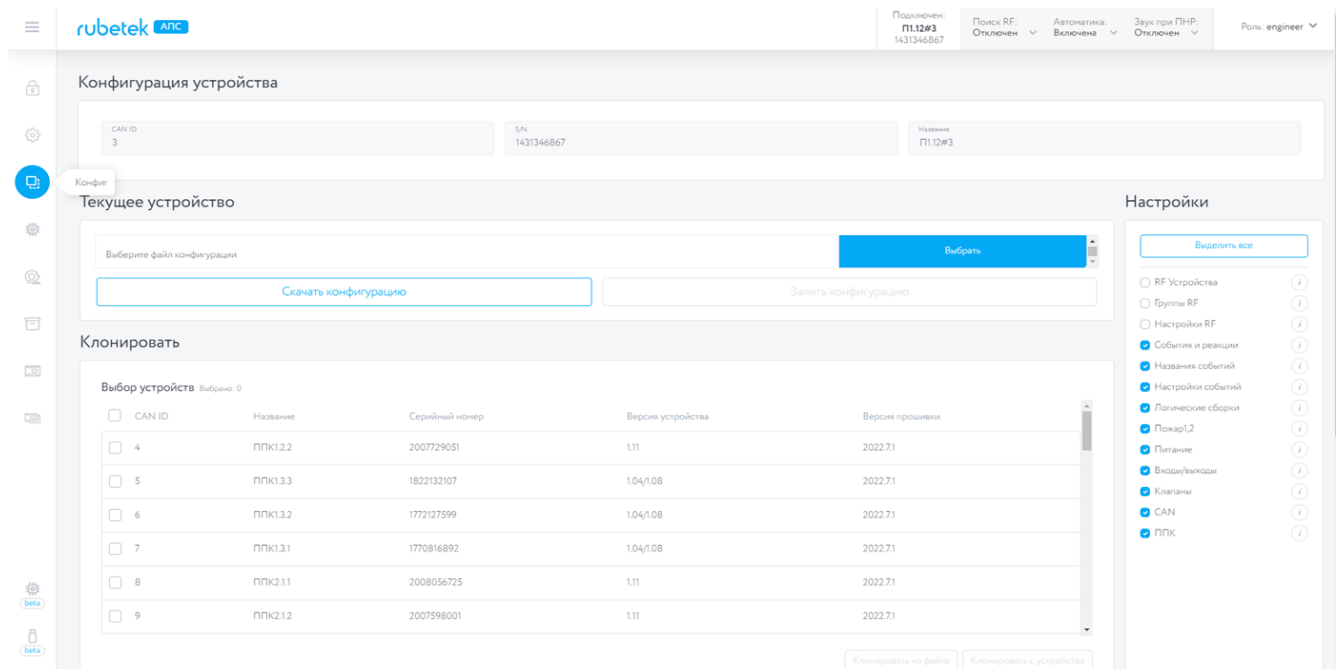 rubetek АПС
Подключен:
П1.12#3
1431346867
Поиск RF:
Отключен
Автоматика:
Включена
Звук при ПНР:
Отключен
Роль: engineer
Конфигурация устройства
CAN ID
3
S/N
1431346867
Название
П1.12#3
Конфиг
Текущее устройство
Настройки
Выберите файл конфигурации
Выбрать
Скачать конфигурацию
Залить конфигурацию
Выделить все
RF Устройства
Группы RF
Настройки RF
События и реакции
Названия событий
Настройки событий
Логические сборки
Пожар1,2
Питание
Входы/выходы
Клапаны
CAN
ППК
Клонировать
Выбор устройств Выбрано: 0
CAN ID Название Серийный номер Версия устройства Версия прошивки
4 ППК1.2.2 2007729051 1.11 2022.7.1
5 ППК1.3.3 1822132107 1.04/1.08 2022.7.1
6 ППК1.3.2 1772127599 1.04/1.08 2022.7.1
7 ППК1.3.1 1770816892 1.04/1.08 2022.7.1
8 ППК2.1.1 2008056725 1.11 2022.7.1
9 ППК2.1.2 2007598001 1.11 2022.7.1
Клонировать из файла
Клонировать с устройства
beta
beta